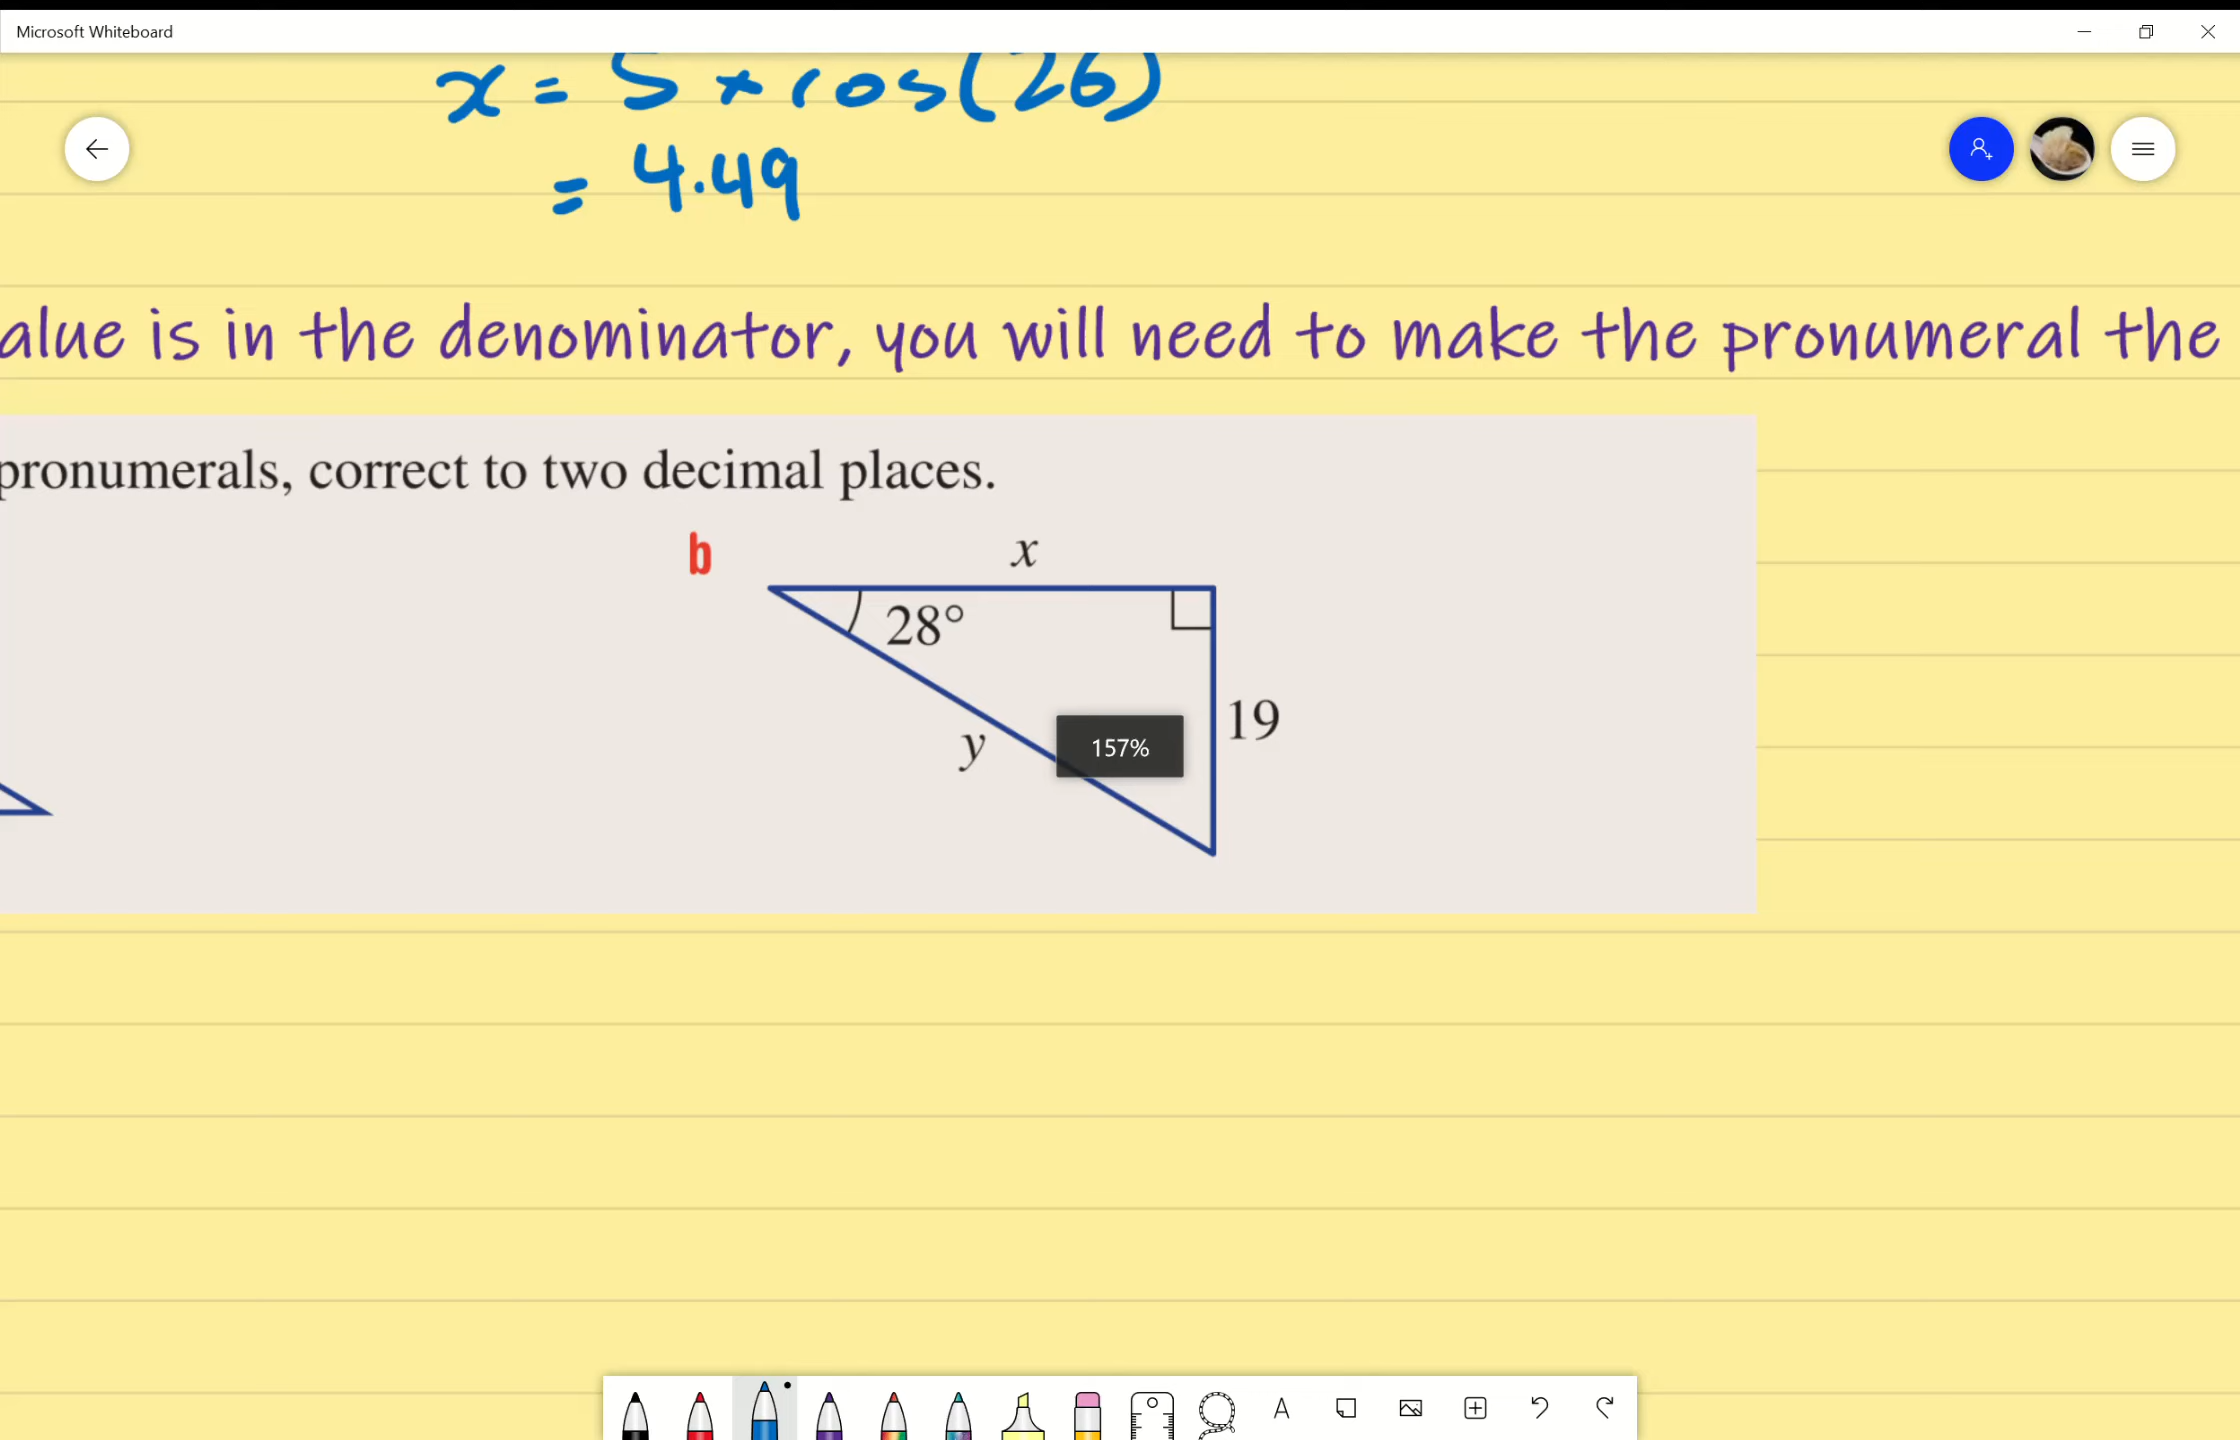 Microsoft Whiteboard
x = 5 * cos(26)
= 4.49
alue is in the denominator, you will need to make the pronumeral the
pronumerals, correct to two decimal places.
b
x
28°
19
y
157%
A